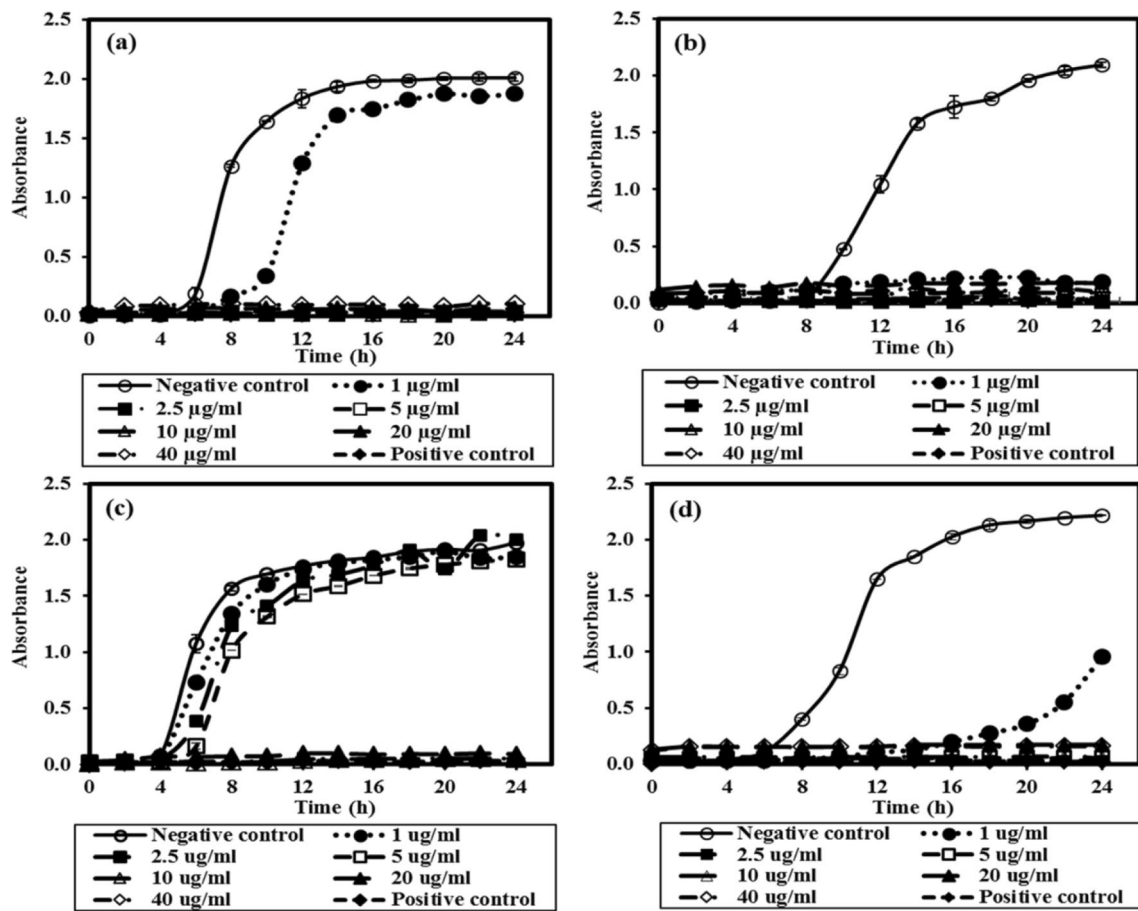 (a)
2.5
2.0
1.5
1.0
0.5
0.0
Absorbance
0 4 8 12 16 20 24
Time (h)
Negative control 1 µg/ml
2.5 µg/ml 5 µg/ml
10 µg/ml 20 µg/ml
40 µg/ml Positive control
(b)
2.5
2.0
1.5
1.0
0.5
0.0
Absorbance
0 4 8 12 16 20 24
Time (h)
Negative control 1 µg/ml
2.5 µg/ml 5 µg/ml
10 µg/ml 20 µg/ml
40 µg/ml Positive control
(c)
2.5
2.0
1.5
1.0
0.5
0.0
Absorbance
0 4 8 12 16 20 24
Time (h)
Negative control 1 ug/ml
2.5 ug/ml 5 ug/ml
10 ug/ml 20 ug/ml
40 ug/ml Positive control
(d)
2.5
2.0
1.5
1.0
0.5
0.0
Absorbance
0 4 8 12 16 20 24
Time (h)
Negative control 1 ug/ml
2.5 ug/ml 5 ug/ml
10 ug/ml 20 ug/ml
40 ug/ml Positive control